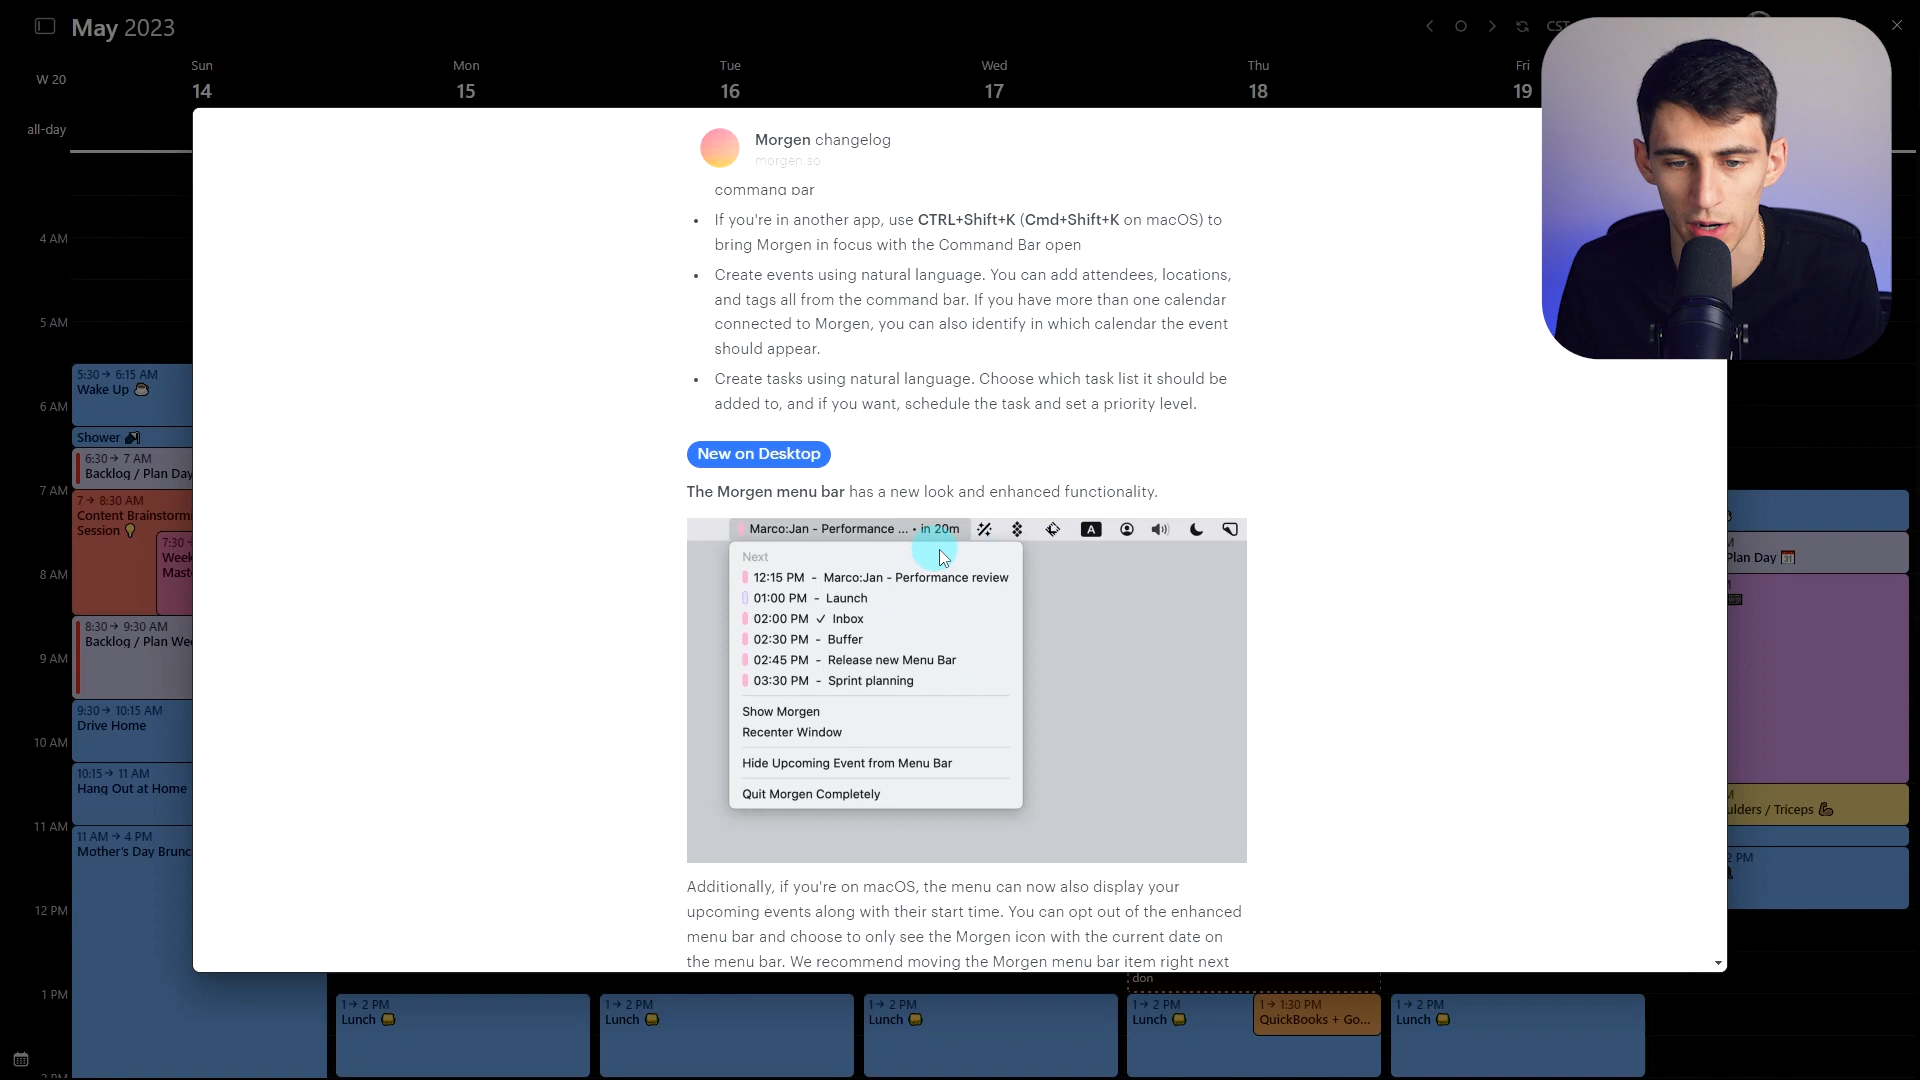 May 2023
CST
Sun
Mon
Tue
Wed
Thu
Fri
W 20
14
15
16
17
18
19
all-day
Morgen changelog
morgen.so
command bar
• If you're in another app, use CTRL+Shift+K (Cmd+Shift+K on macOS) to
bring Morgen in focus with the Command Bar open
• Create events using natural language. You can add attendees, locations,
and tags all from the command bar. If you have more than one calendar
connected to Morgen, you can also identify in which calendar the event
should appear.
• Create tasks using natural language. Choose which task list it should be
added to, and if you want, schedule the task and set a priority level.
New on Desktop
The Morgen menu bar has a new look and enhanced functionality.
Marco:Jan - Performance ... • in 20m
A
Next
12:15 PM - Marco:Jan - Performance review
01:00 PM - Launch
02:00 PM ✓ Inbox
02:30 PM - Buffer
02:45 PM - Release new Menu Bar
03:30 PM - Sprint planning
Show Morgen
Recenter Window
Hide Upcoming Event from Menu Bar
Quit Morgen Completely
Additionally, if you're on macOS, the menu can now also display your
upcoming events along with their start time. You can opt out of the enhanced
menu bar and choose to only see the Morgen icon with the current date on
the menu bar. We recommend moving the Morgen menu bar item right next
4 AM
5 AM
6 AM
7 AM
8 AM
9 AM
10 AM
11 AM
12 PM
1 PM
5:30 → 6:15 AM
Wake Up
Shower
6:30 → 7 AM
Backlog / Plan Day
7 → 8:30 AM
Content Brainstorm
Session
7:30
Week
Mast
8:30 → 9:30 AM
Backlog / Plan We
9:30 → 10:15 AM
Drive Home
10:15 → 11 AM
Hang Out at Home
11 AM → 4 PM
Mother's Day Brunc
Plan Day
ulders / Triceps
2 PM
don
1 → 2 PM
Lunch
1 → 2 PM
Lunch
1 → 2 PM
Lunch
1 → 2 PM
Lunch
1 → 1:30 PM
QuickBooks + Go...
1 → 2 PM
Lunch